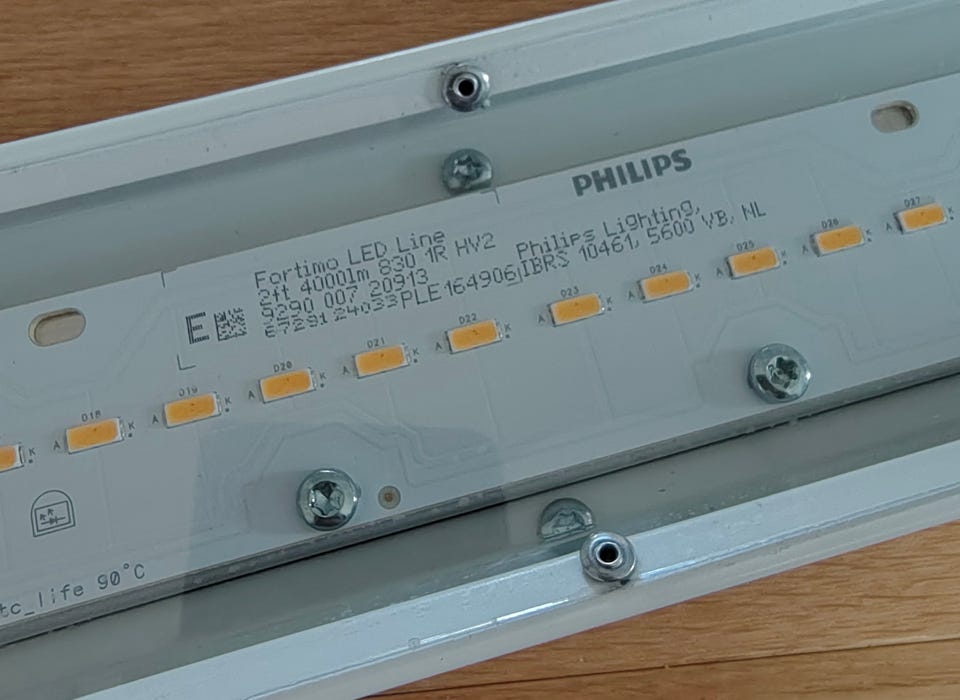 PHILIPS
Fortimo LED Line
2ft 4000lm 830 1R HV2
9290 007 20913
24033PLE164906
Philips Lighting,
IBRS 10461, 5600 VB, NL
D27
D26
D25
D24
D23
D22
D21
D20
D19
D18
A K
A K
A K
A K
A K
A K
A K
A K
A K
A K
K
tc_life 90°C